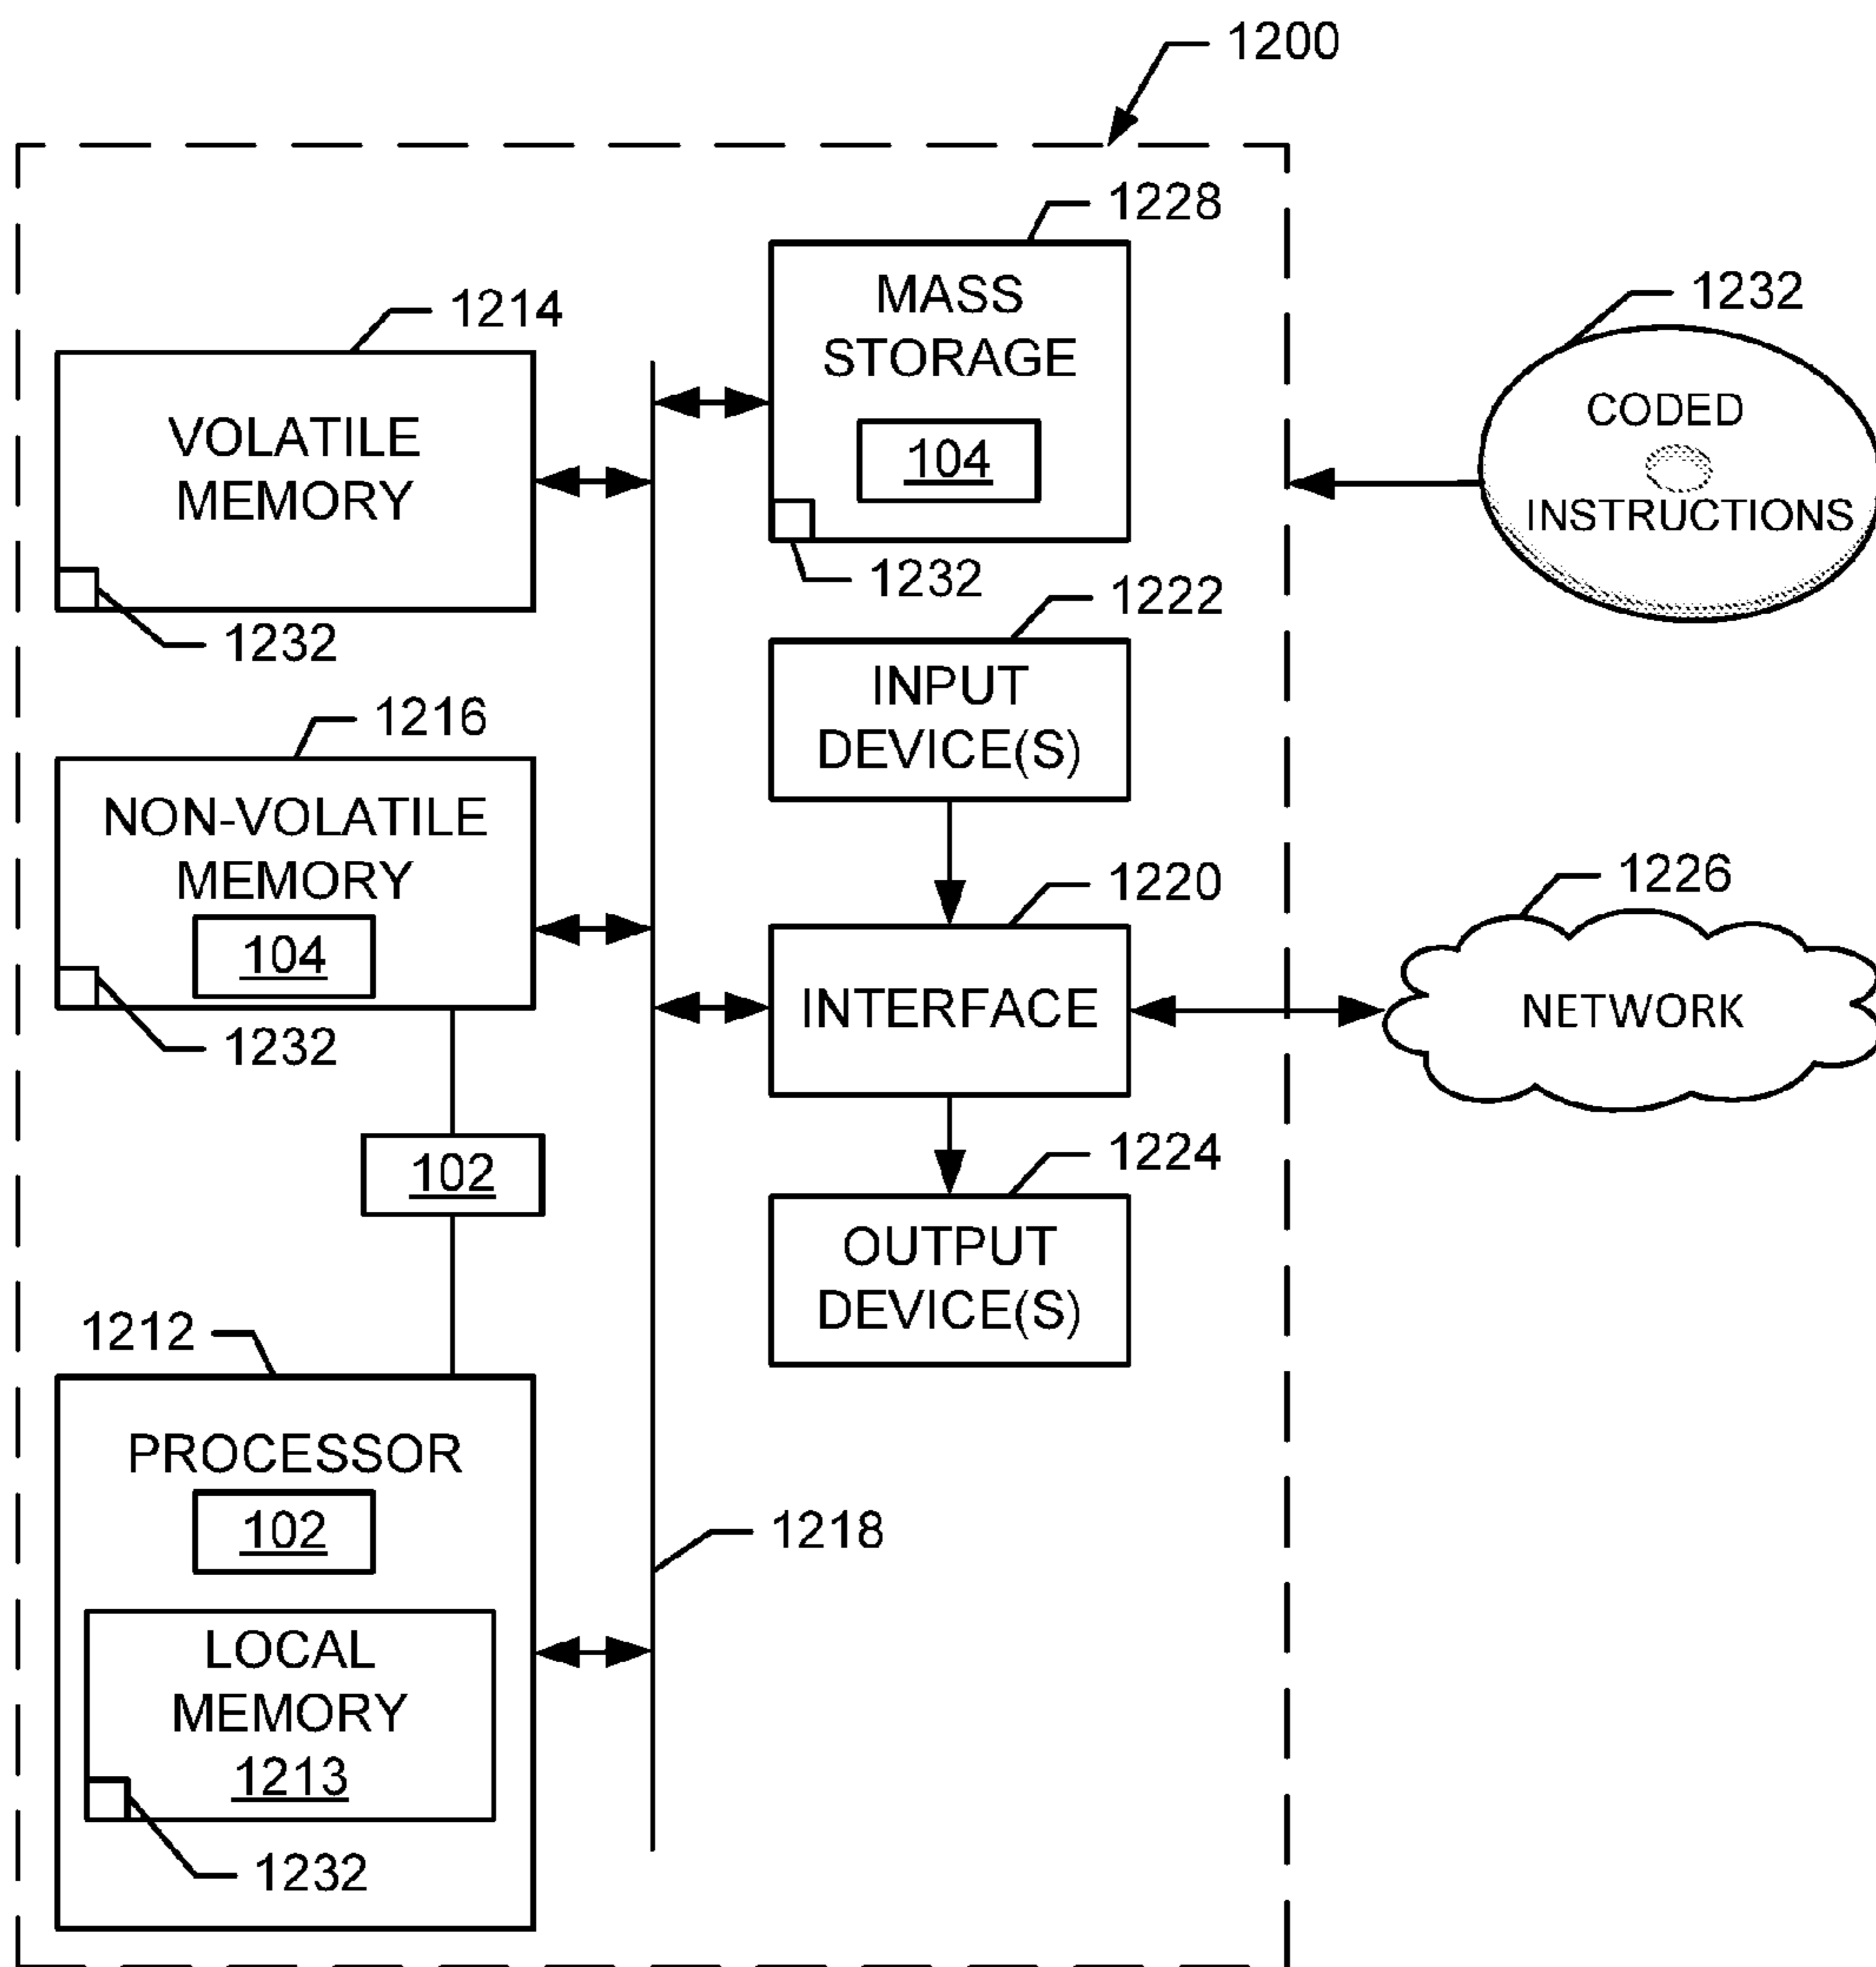 1200
1228
MASS
STORAGE
104
1232
1214
VOLATILE
MEMORY
1232
1232
CODED
INSTRUCTIONS
1222
INPUT
DEVICE(S)
1216
NON-VOLATILE
MEMORY
104
1232
1220
INTERFACE
1226
NETWORK
102
1224
OUTPUT
DEVICE(S)
1212
PROCESSOR
102
LOCAL
MEMORY
1213
1232
1218